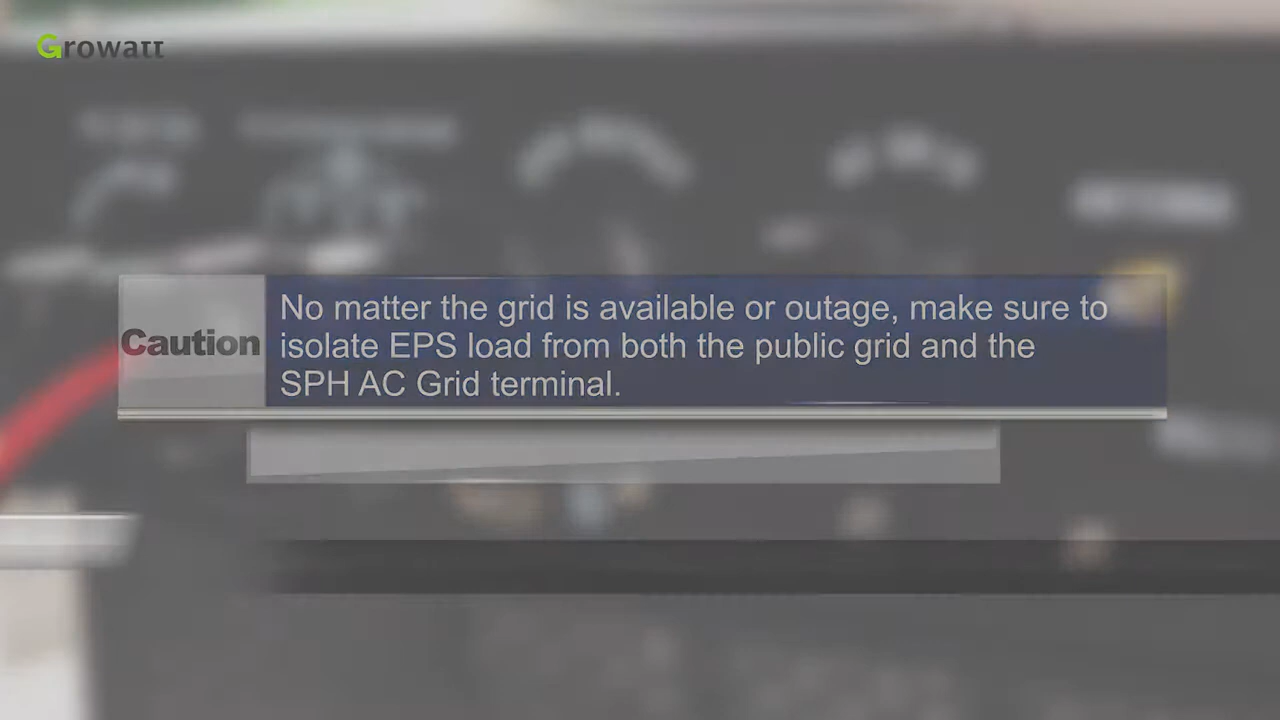 Growatt
Caution
No matter the grid is available or outage, make sure to
isolate EPS load from both the public grid and the
SPH AC Grid terminal.